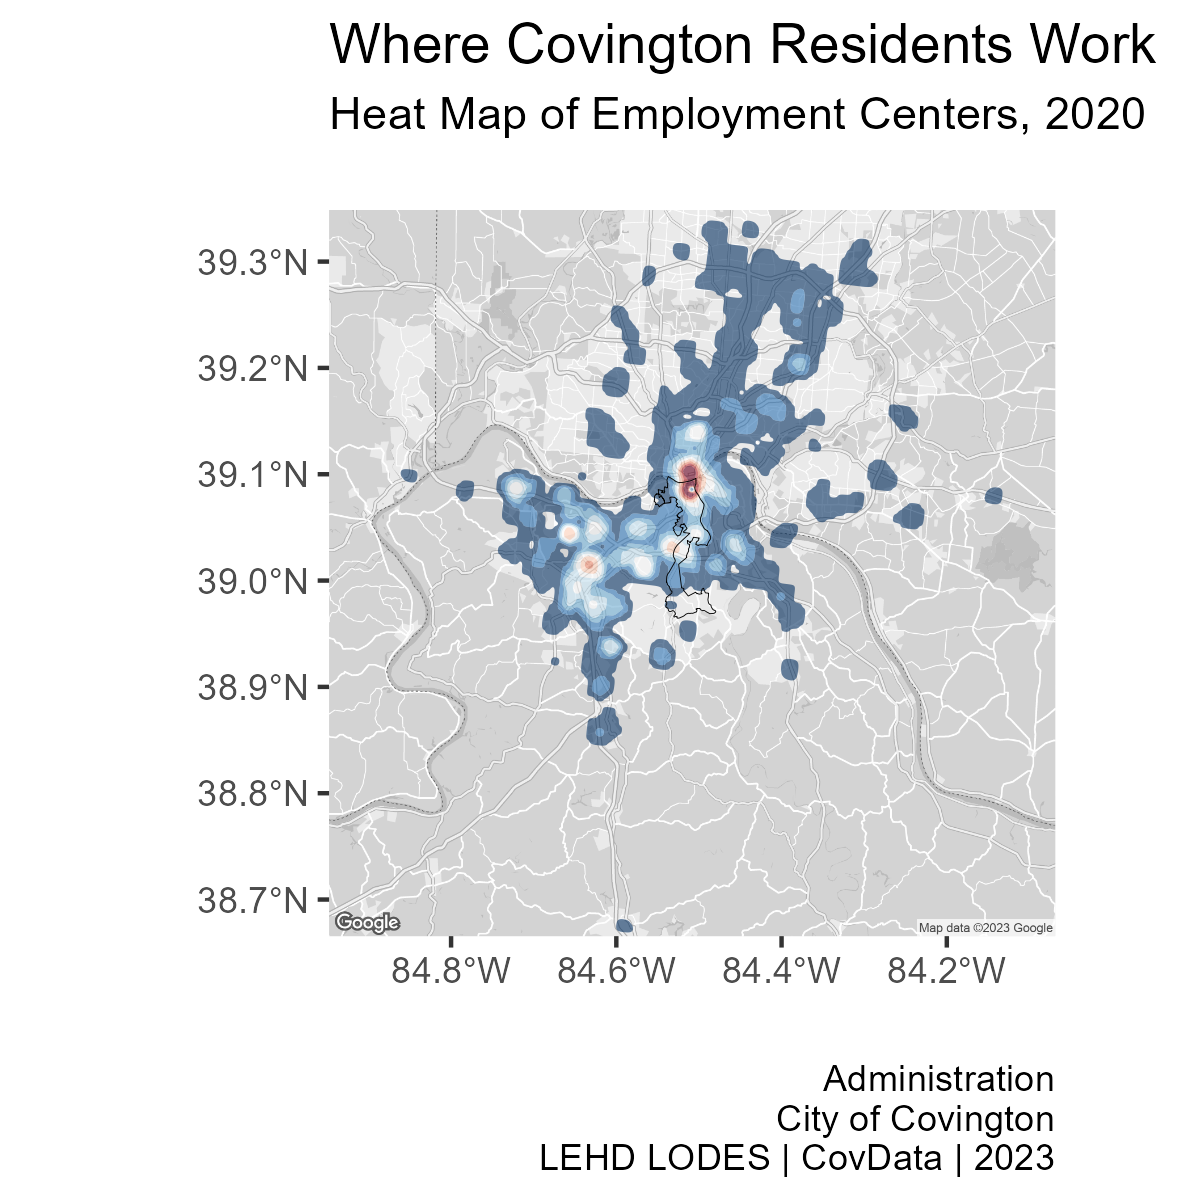 Where Covington Residents Work
Heat Map of Employment Centers, 2020
39.3°N
39.2°N
39.1°N
39.0°N
38.9°N
38.8°N
38.7°N
Google
Map data ©2023 Google
84.8°W
84.6°W
84.4°W
84.2°W
Administration
City of Covington
LEHD LODES | CovData | 2023